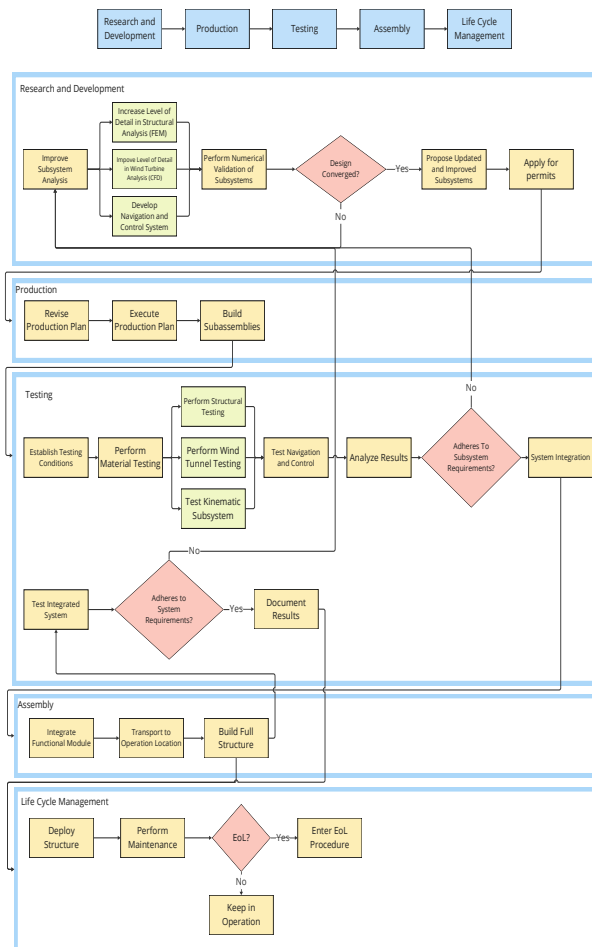 Research and
Development
Production
Testing
Assembly
Life Cycle
Management
Research and Development
Increase Level of
Detail in Structural
Analysis (FEM)
Improve
Subsystem
Analysis
Impove Level of Detail
in Wind Turbine
Analysis (CFD)
Develop
Navigation and
Control System
Perform Numerical
Validation of
Subsystems
Design
Converged?
Yes
No
Propose Updated
and Improved
Subsystems
Apply for
permits
Production
Revise
Production Plan
Execute
Production Plan
Build
Subassemblies
Testing
Establish Testing
Conditions
Perform
Material Testing
Perform Structural
Testing
Perform Wind
Tunnel Testing
Test Kinematic
Subsystem
Test Navigation
and Control
Analyze Results
No
Adheres To
Subsystem
Requirements?
System Integration
No
Test Integrated
System
Adheres to
System
Requirements?
Yes
Document
Results
Assembly
Integrate
Functional Module
Transport to
Operation Location
Build Full
Structure
Life Cycle Management
Deploy
Structure
Perform
Maintenance
EoL?
Yes
Enter EoL
Procedure
No
Keep in
Operation